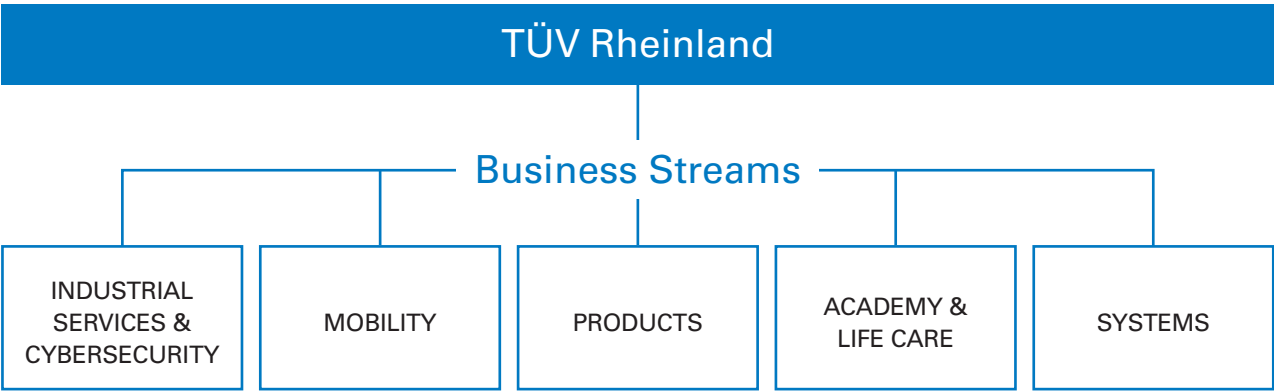 TÜV Rheinland
Business Streams
INDUSTRIAL
SERVICES &
CYBERSECURITY
MOBILITY
PRODUCTS
ACADEMY &
LIFE CARE
SYSTEMS